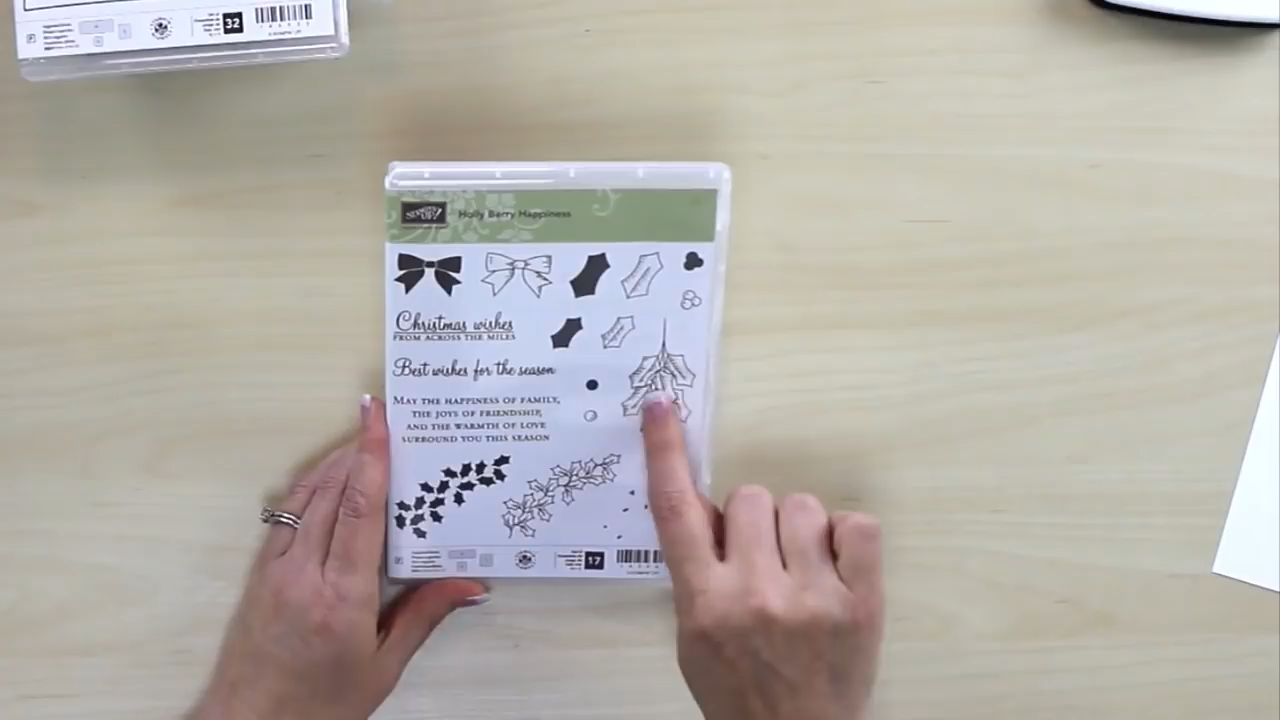 32
STAMPIN' UP!
Holly Berry Happiness
Christmas wishes
FROM ACROSS THE MILES
Best wishes for the season
MAY THE HAPPINESS OF FAMILY,
THE JOYS OF FRIENDSHIP,
AND THE WARMTH OF LOVE
SURROUND YOU THIS SEASON
17